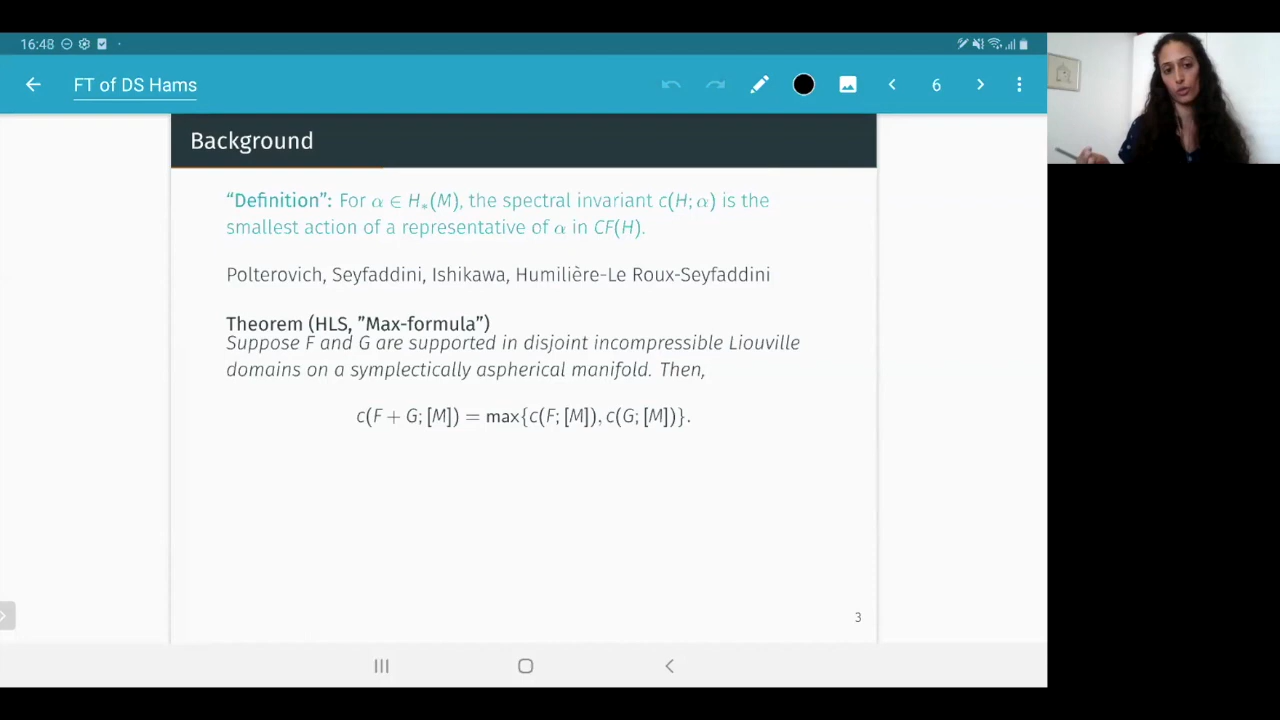 16:48
FT of DS Hams
6
Background
“Definition”: For α ∈ H∗(M), the spectral invariant c(H; α) is the
smallest action of a representative of α in CF(H).
Polterovich, Seyfaddini, Ishikawa, Humilière-Le Roux-Seyfaddini
Theorem (HLS, ”Max-formula”)
Suppose F and G are supported in disjoint incompressible Liouville
domains on a symplectically aspherical manifold. Then,
c(F + G; [M]) = max{c(F; [M]), c(G; [M])}.
3